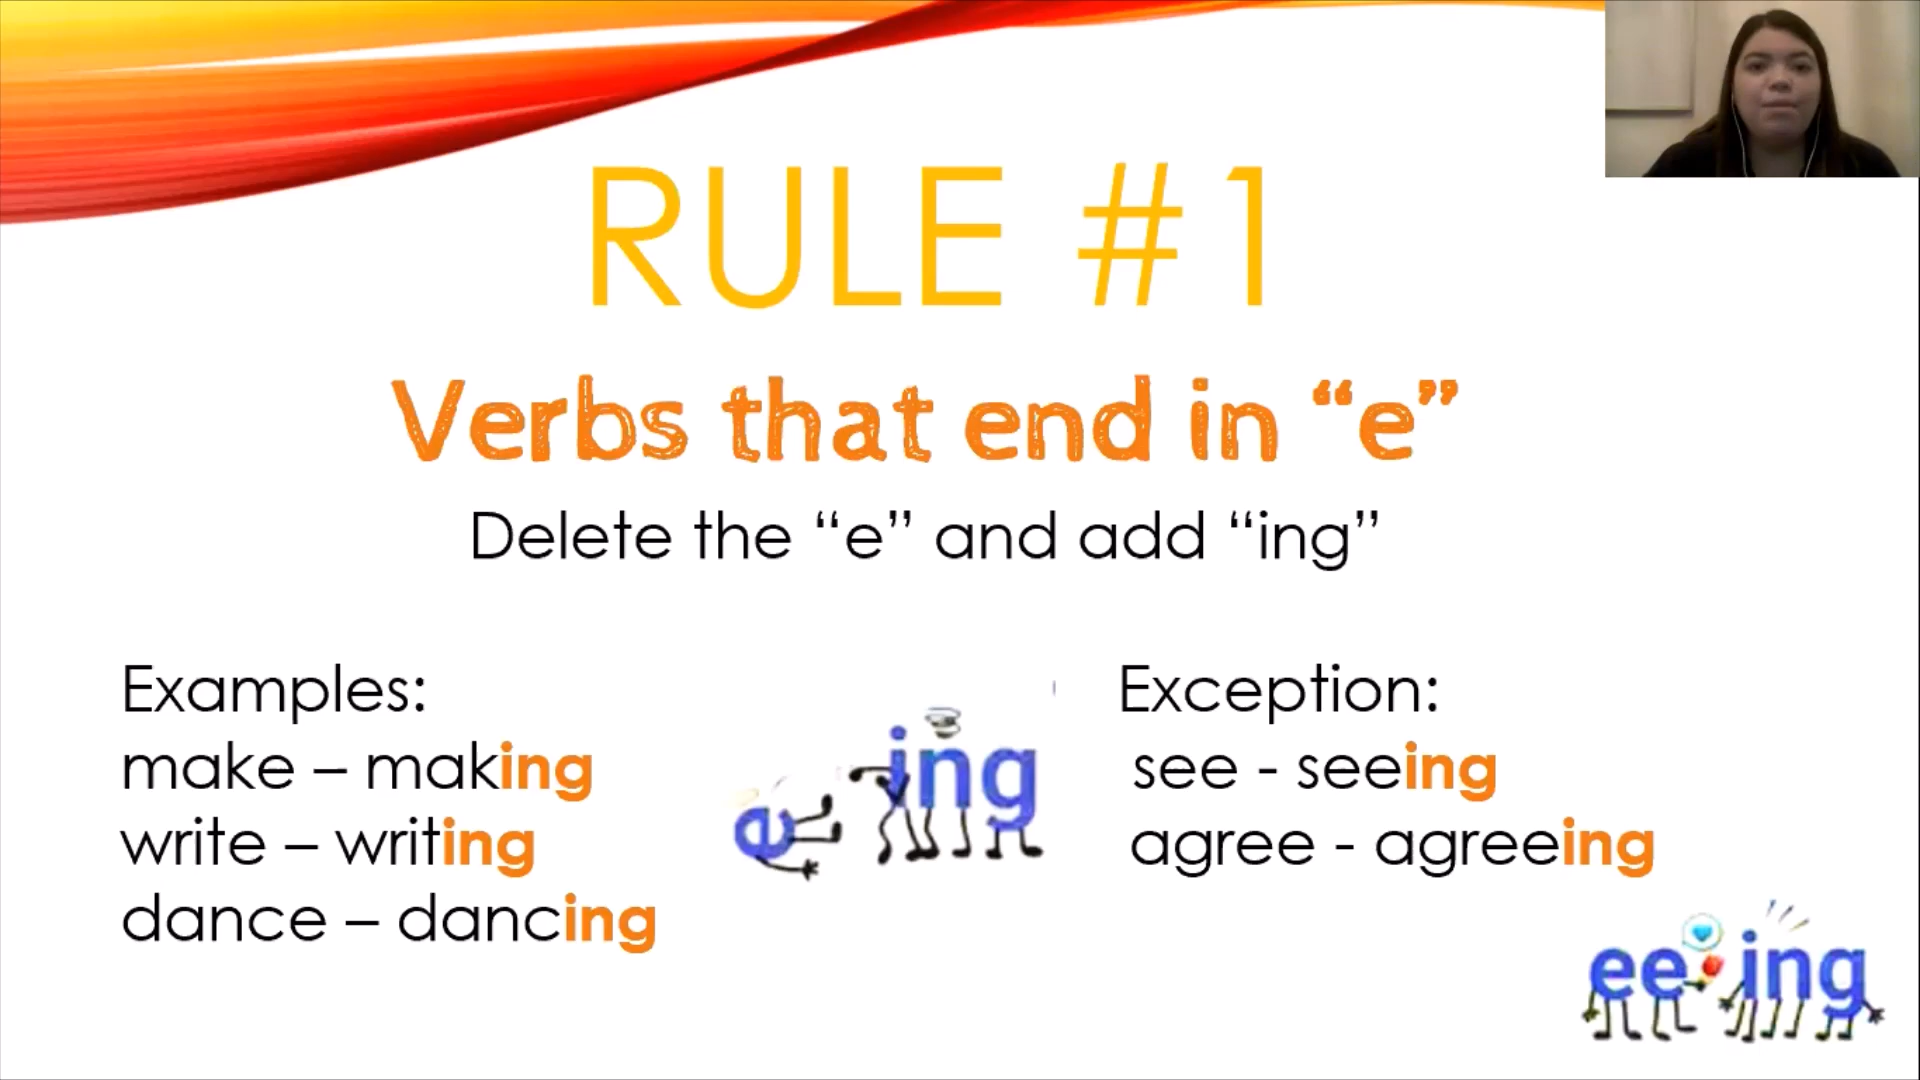 RULE #1
Verbs that end in “e”
Delete the “e” and add “ing”
Examples:
make – making
write – writing
dance – dancing
e ing
Exception:
see - seeing
agree - agreeing
ee ing